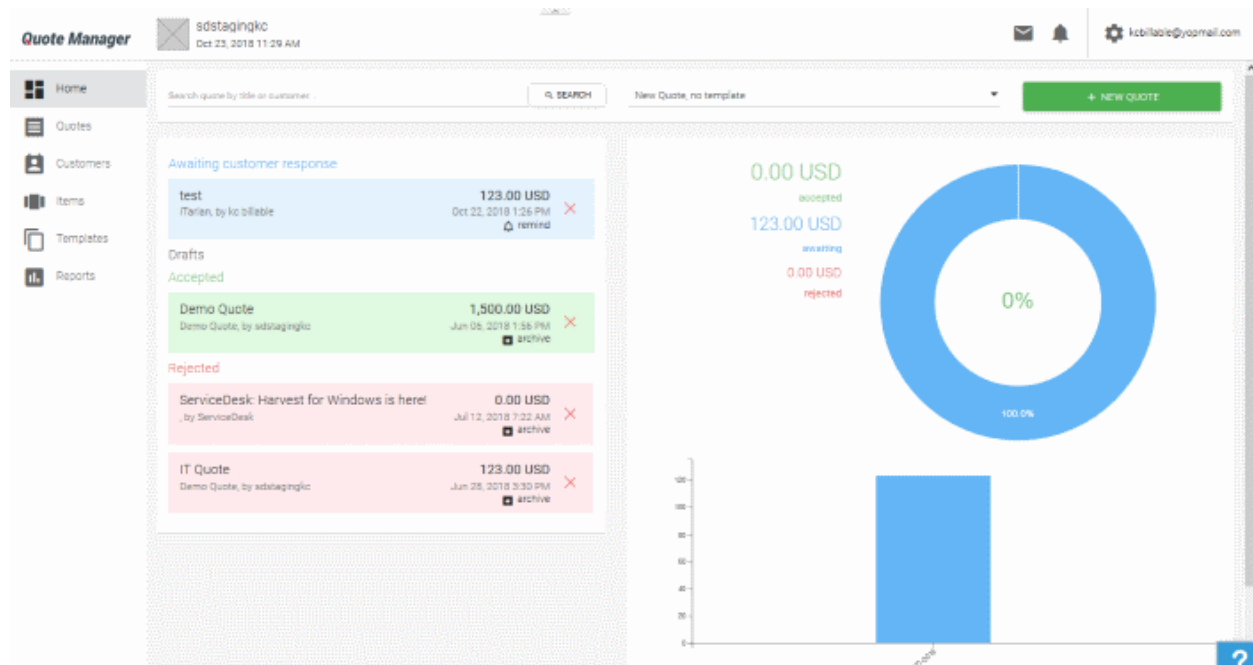 Quote Manager
sdstagingkc
Oct 23, 2018 11:29 AM
kcbillable@yopmail.com
Home
Quotes
Customers
Items
Templates
Reports
Search quote by title or customer .
SEARCH
New Quote, no template
+ NEW QUOTE
Awaiting customer response
test
123.00 USD
ITarian, by kc billable
Oct 22, 2018 1:26 PM
remind
Drafts
Accepted
Demo Quote
1,500.00 USD
Demo Quote, by sdstagingkc
Jun 05, 2018 1:56 PM
archive
Rejected
ServiceDesk: Harvest for Windows is here!
0.00 USD
, by ServiceDesk
Jul 12, 2018 7:22 AM
archive
IT Quote
123.00 USD
Demo Quote, by sdstagingkc
Jun 28, 2018 3:30 PM
archive
0.00 USD
accepted
123.00 USD
awaiting
0.00 USD
rejected
0%
100.0%
120
100
80
60
40
20
0
?